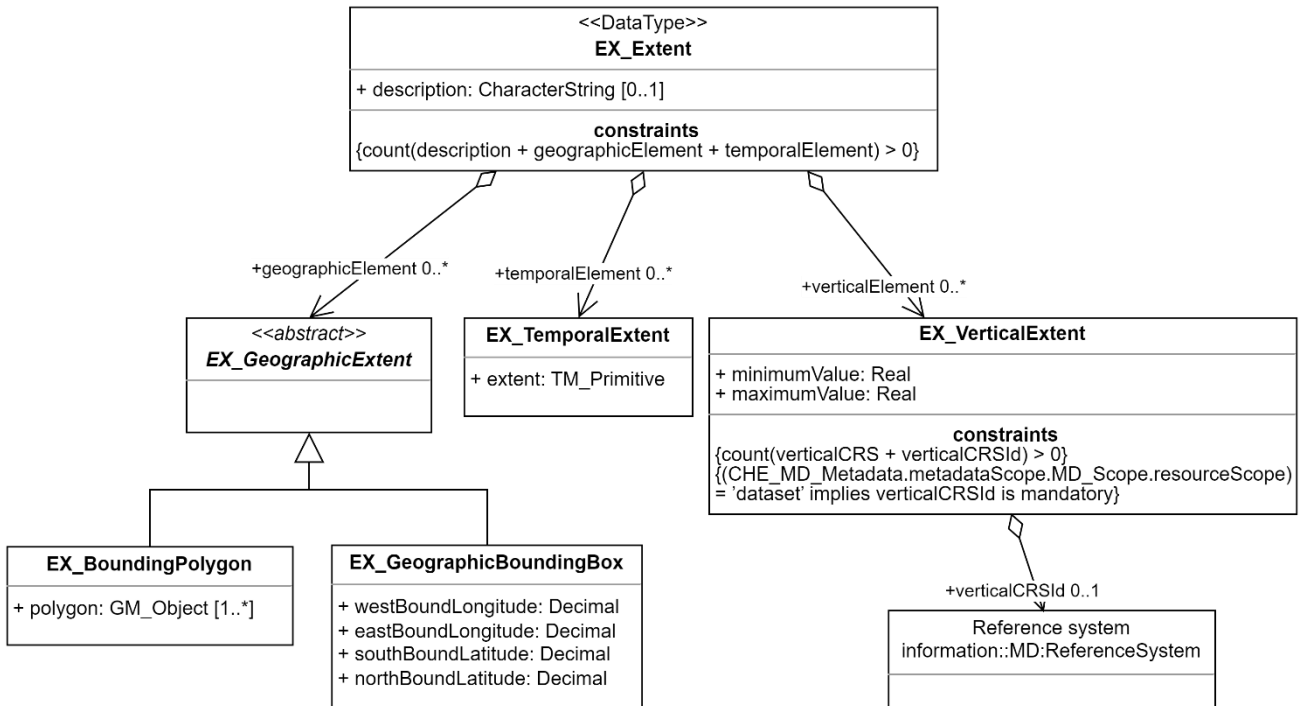 <<DataType>>
EX_Extent
+ description: CharacterString [0..1]
constraints
{count(description + geographicElement + temporalElement) > 0}
+geographicElement 0..*
+temporalElement 0..*
+verticalElement 0..*
<<abstract>>
EX_GeographicExtent
EX_TemporalExtent
+ extent: TM_Primitive
EX_VerticalExtent
+ minimumValue: Real
+ maximumValue: Real
constraints
{count(verticalCRS + verticalCRSId) > 0}
{(CHE_MD_Metadata.metadataScope.MD_Scope.resourceScope)
= ’dataset’ implies verticalCRSId is mandatory}
EX_BoundingPolygon
+ polygon: GM_Object [1..*]
EX_GeographicBoundingBox
+ westBoundLongitude: Decimal
+ eastBoundLongitude: Decimal
+ southBoundLatitude: Decimal
+ northBoundLatitude: Decimal
+verticalCRSId 0..1
Reference system
information::MD:ReferenceSystem